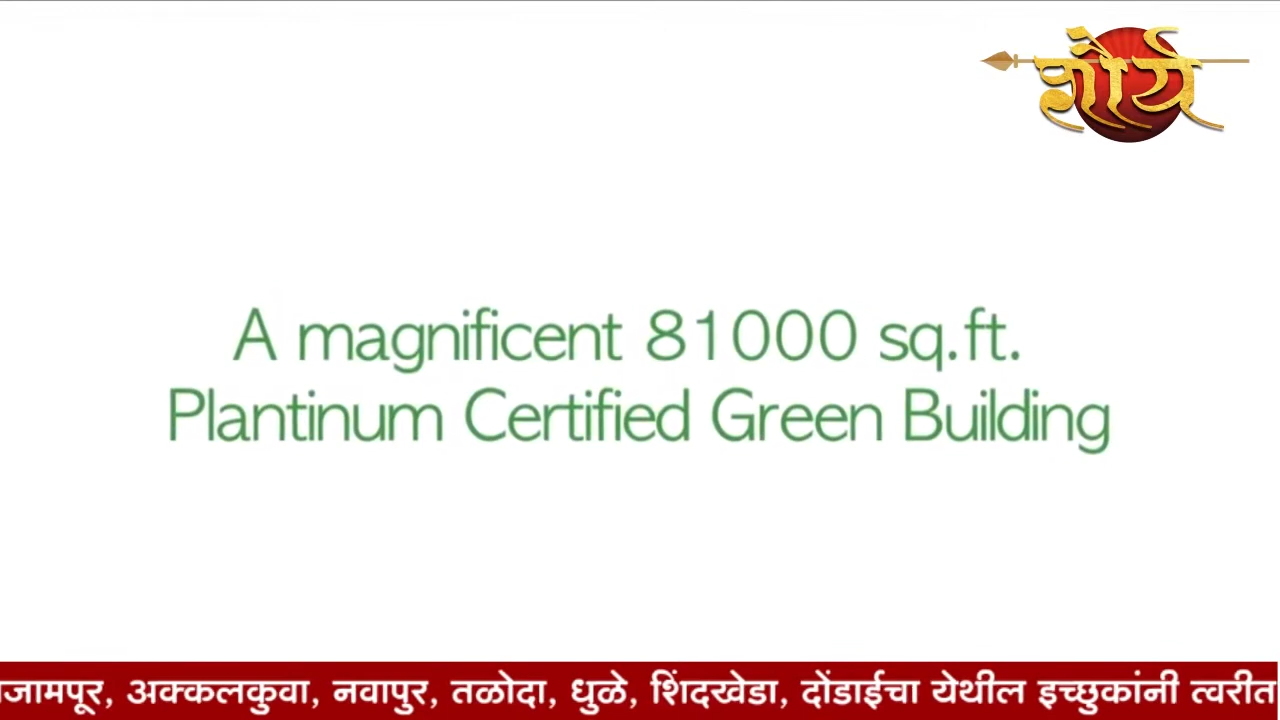 शौर्य
A magnificent 81000 sq.ft.
Plantinum Certified Green Building
जामपूर, अक्कलकुवा, नवापुर, तळोदा, धुळे, शिंदखेडा, दोंडाईचा येथील इच्छुकांनी त्वरीत